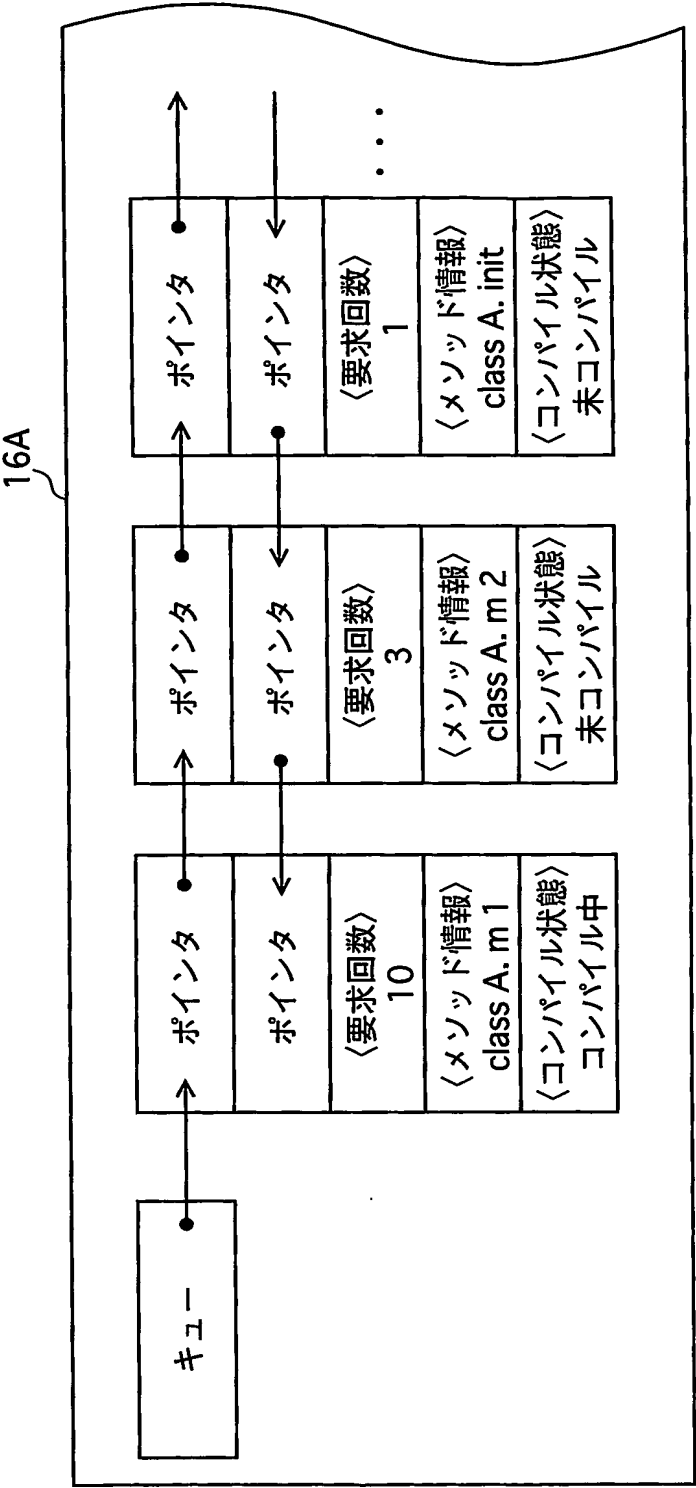 16A
キュー
ポインタ
ポインタ
〈要求回数〉
10
〈メソッド情報〉
class A. m 1
〈コンパイル状態〉
コンパイル中
ポインタ
ポインタ
〈要求回数〉
3
〈メソッド情報〉
class A. m 2
〈コンパイル状態〉
未コンパイル
ポインタ
ポインタ
〈要求回数〉
1
〈メソッド情報〉
class A. init
〈コンパイル状態〉
未コンパイル
・・・